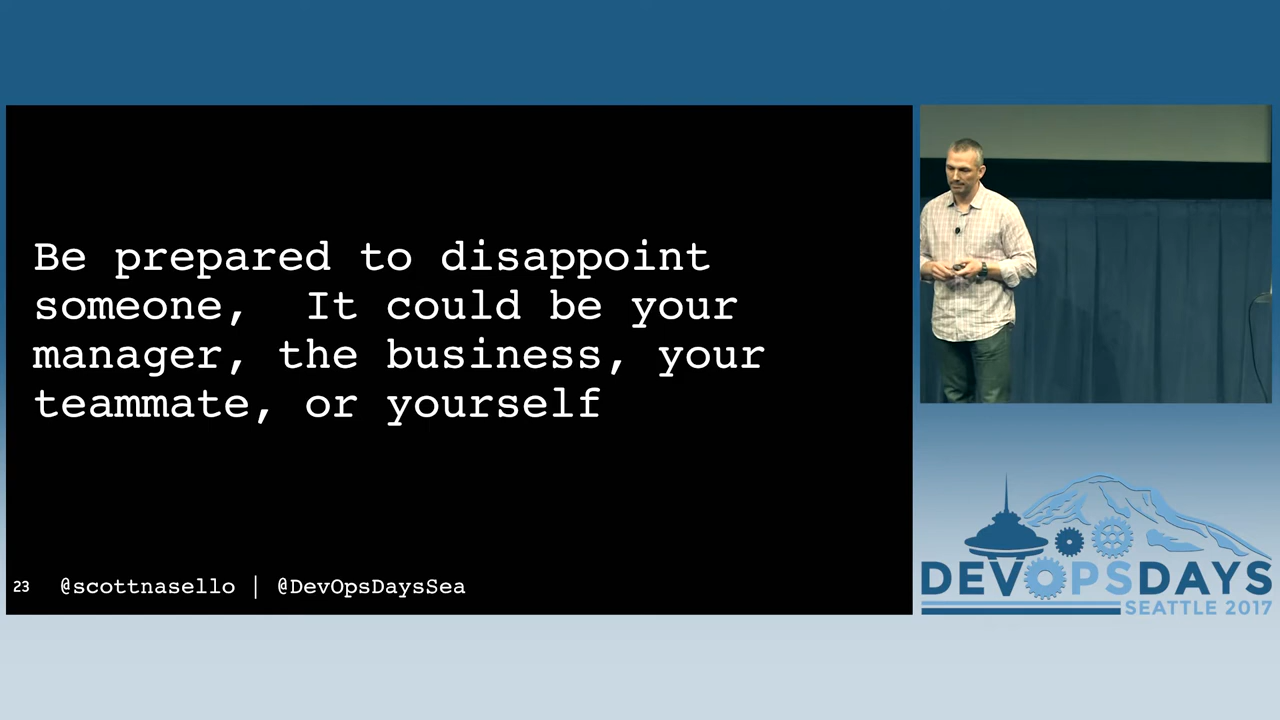 Be prepared to disappoint
someone,  It could be your
manager, the business, your
teammate, or yourself
23 @scottnasello | @DevOpsDaysSea
DEVOPSDAYS
SEATTLE 2017